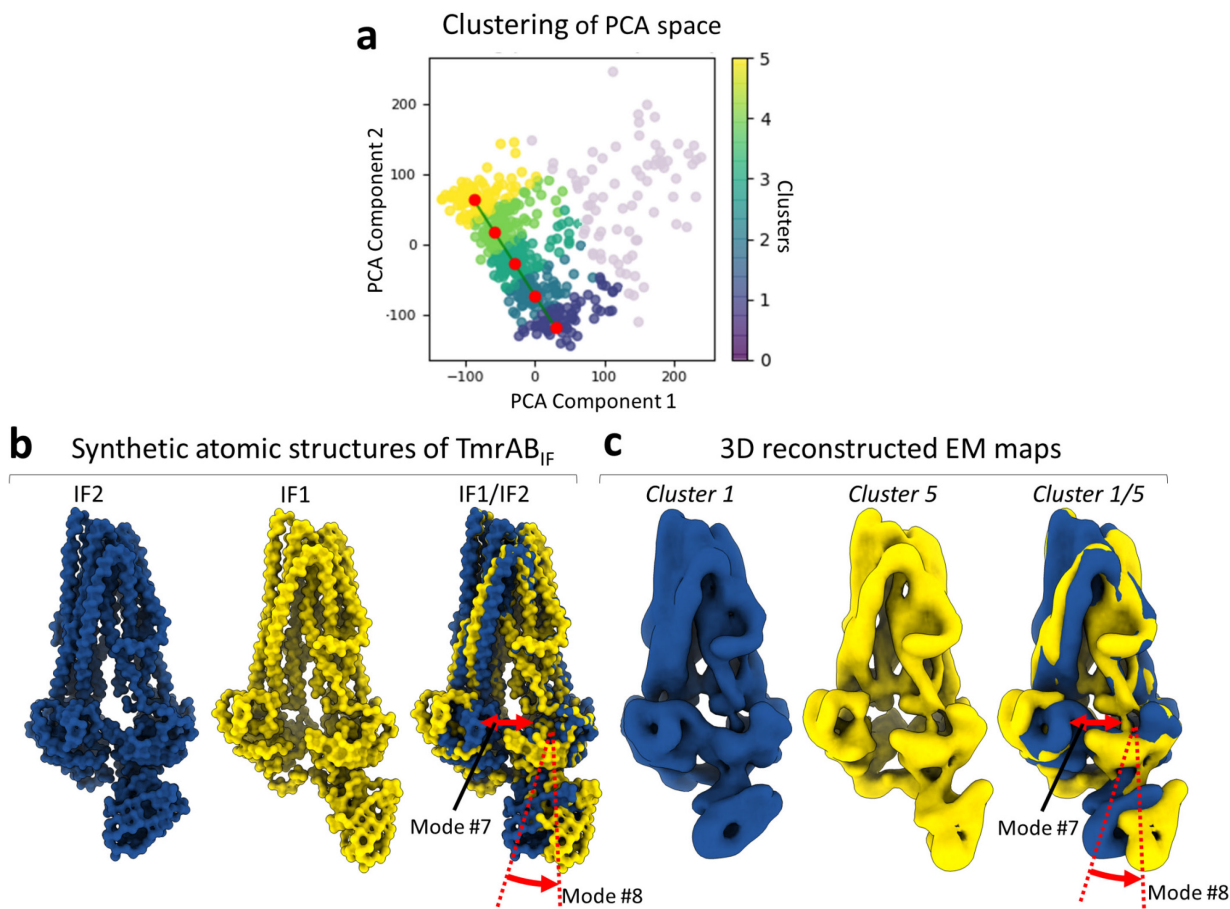 a Clustering of PCA space
200
100
0
-100
PCA Component 2
−100
0
100
200
PCA Component 1
5
4
3
2
1
0
Clusters
b Synthetic atomic structures of TmrABIF
IF2
IF1
IF1/IF2
Mode #7
Mode #8
c 3D reconstructed EM maps
Cluster 1
Cluster 5
Cluster 1/5
Mode #7
Mode #8